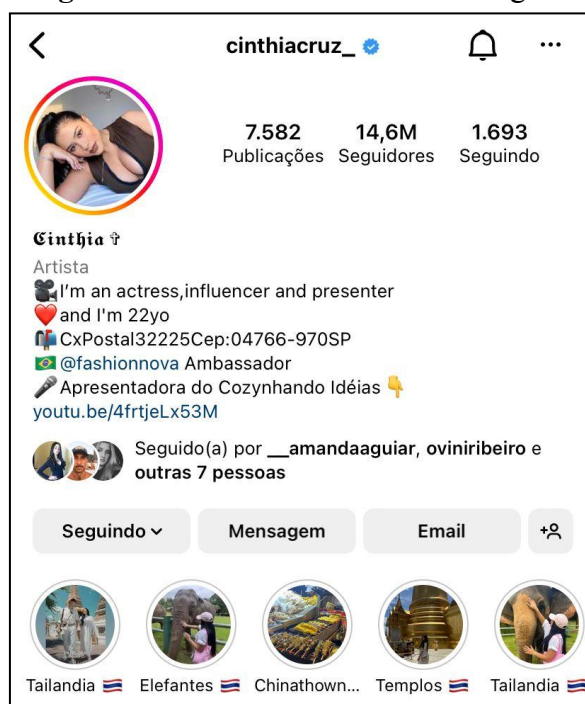 cinthiacruz_
7.582 14,6M 1.693
Publicações Seguidores Seguindo
𝕮𝖎𝖓𝖙𝖍𝖎𝖆 ✞
Artista
🎥I'm an actress,influencer and presenter
❤️and I'm 22yo
📬CxPostal32225Cep:04766-970SP
🇧🇷@fashionnova Ambassador
🎤Apresentadora do Cozynhando Idéias 👇
youtu.be/4frtjeLx53M
Seguido(a) por __amandaaguiar, oviniribeiro e
outras 7 pessoas
Seguindo Mensagem Email
Tailandia 🇹🇭 Elefantes 🇹🇭 Chinathown... Templos 🇹🇭 Tailandia 🇹🇭